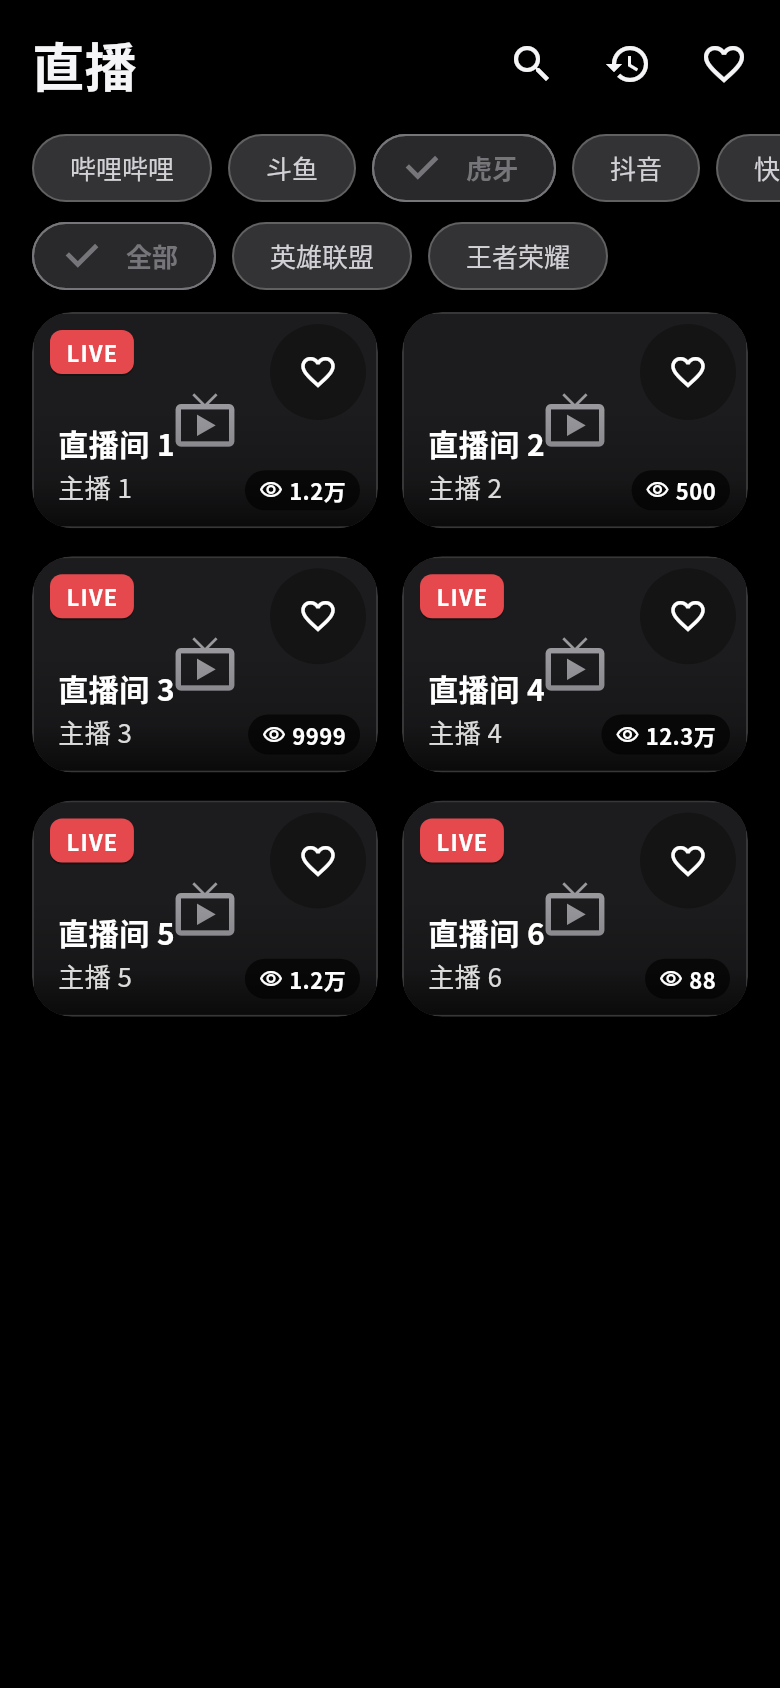 直播
哔哩哔哩 斗鱼 虎牙 抖音 快
全部 英雄联盟 王者荣耀
LIVE
直播间 1
主播 1 1.2万
直播间 2
主播 2 500
LIVE
直播间 3
主播 3 9999
LIVE
直播间 4
主播 4 12.3万
LIVE
直播间 5
主播 5 1.2万
LIVE
直播间 6
主播 6 88